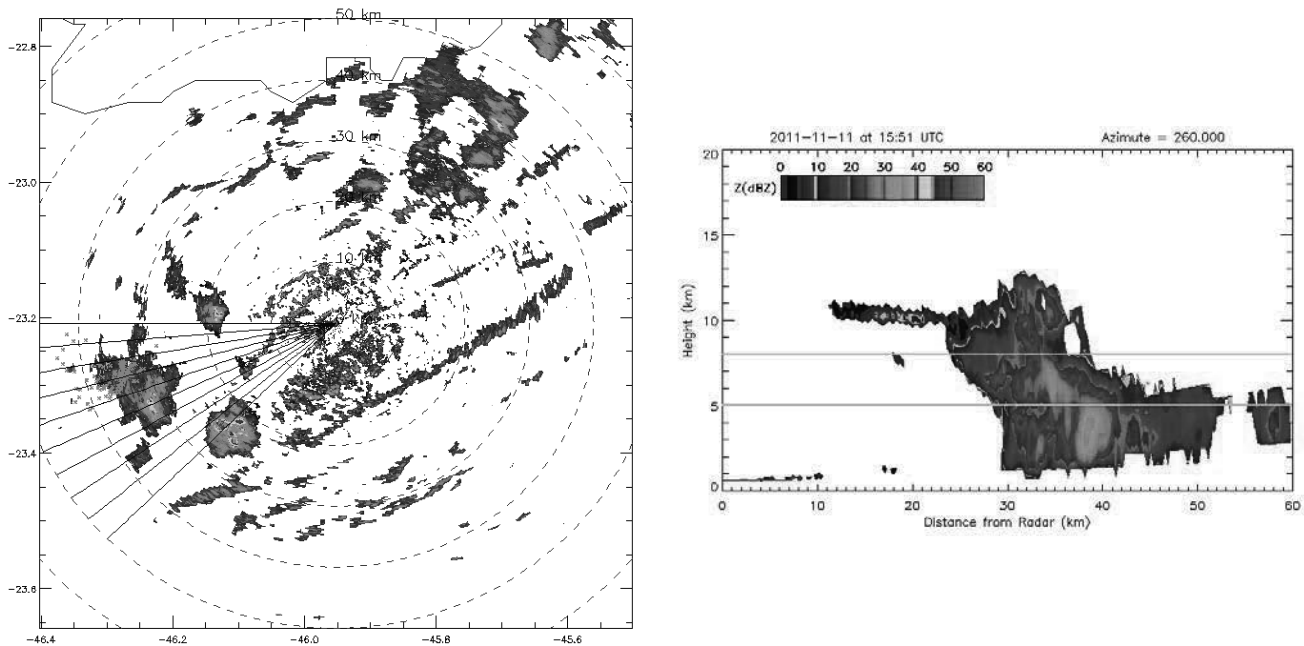 50 km
40 km
30 km
10 km
-22.8
-23.0
-23.2
-23.4
-23.6
-46.4
-46.2
-46.0
-45.8
-45.6
2011-11-11 at 15:51 UTC Azimute = 260.000
0 10 20 30 40 50 60
Z(dBZ)
20
15
10
5
0
Height (km)
0 10 20 30 40 50 60
Distance from Radar (km)